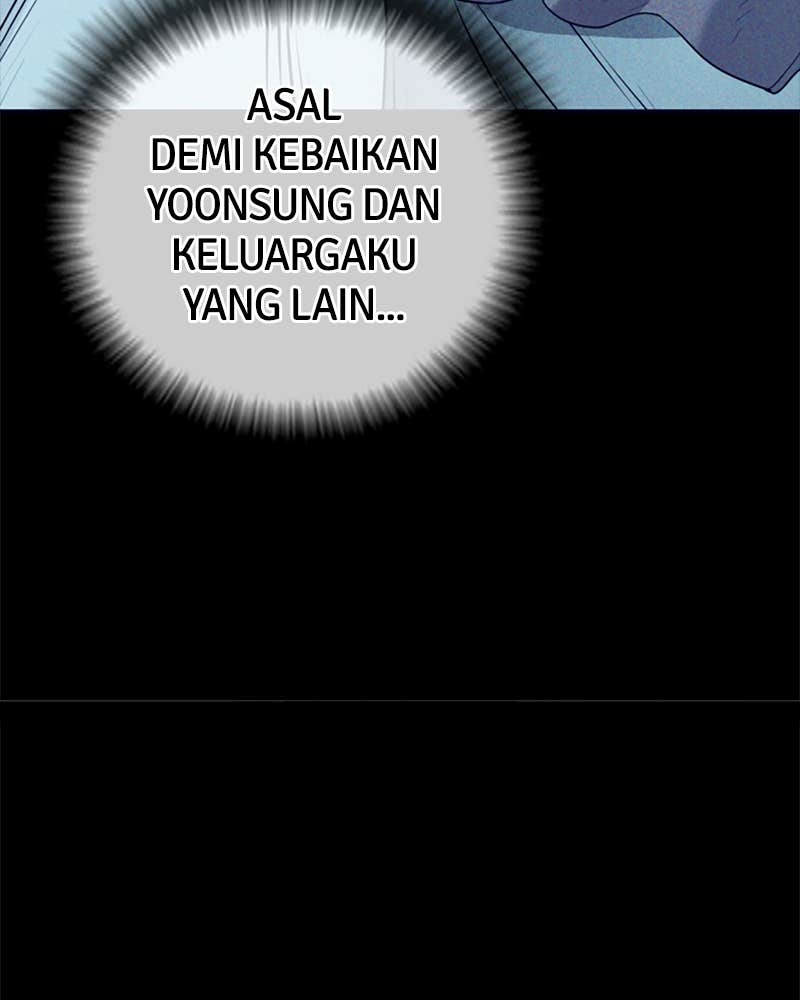 ASAL
DEMI KEBAIKAN
YOONSUNG DAN
KELUARGAKU
YANG LAIN...